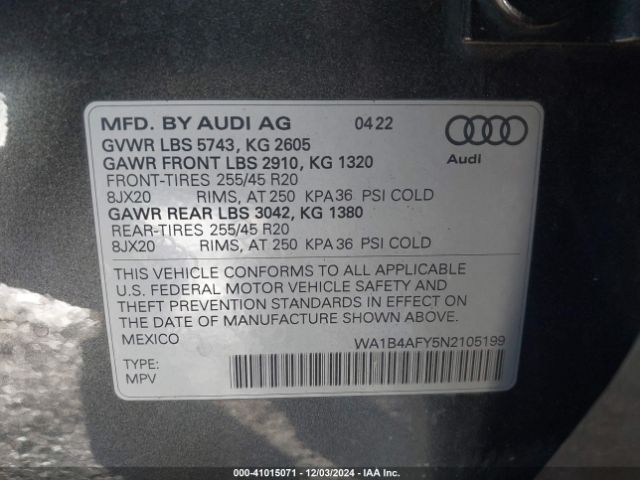 MFD. BY AUDI AG 04 22
GVWR LBS 5743, KG 2605
GAWR FRONT LBS 2910, KG 1320
FRONT-TIRES 255/45 R20
8JX20 RIMS, AT 250 KPA 36 PSI COLD
GAWR REAR LBS 3042, KG 1380
REAR-TIRES 255/45 R20
8JX20 RIMS, AT 250 KPA 36 PSI COLD
Audi
THIS VEHICLE CONFORMS TO ALL APPLICABLE
U.S. FEDERAL MOTOR VEHICLE SAFETY AND
THEFT PREVENTION STANDARDS IN EFFECT ON
THE DATE OF MANUFACTURE SHOWN ABOVE.
MEXICO WA1B4AFY5N2105199
TYPE:
MPV
000-41015071 - 12/03/2024 - IAA Inc.